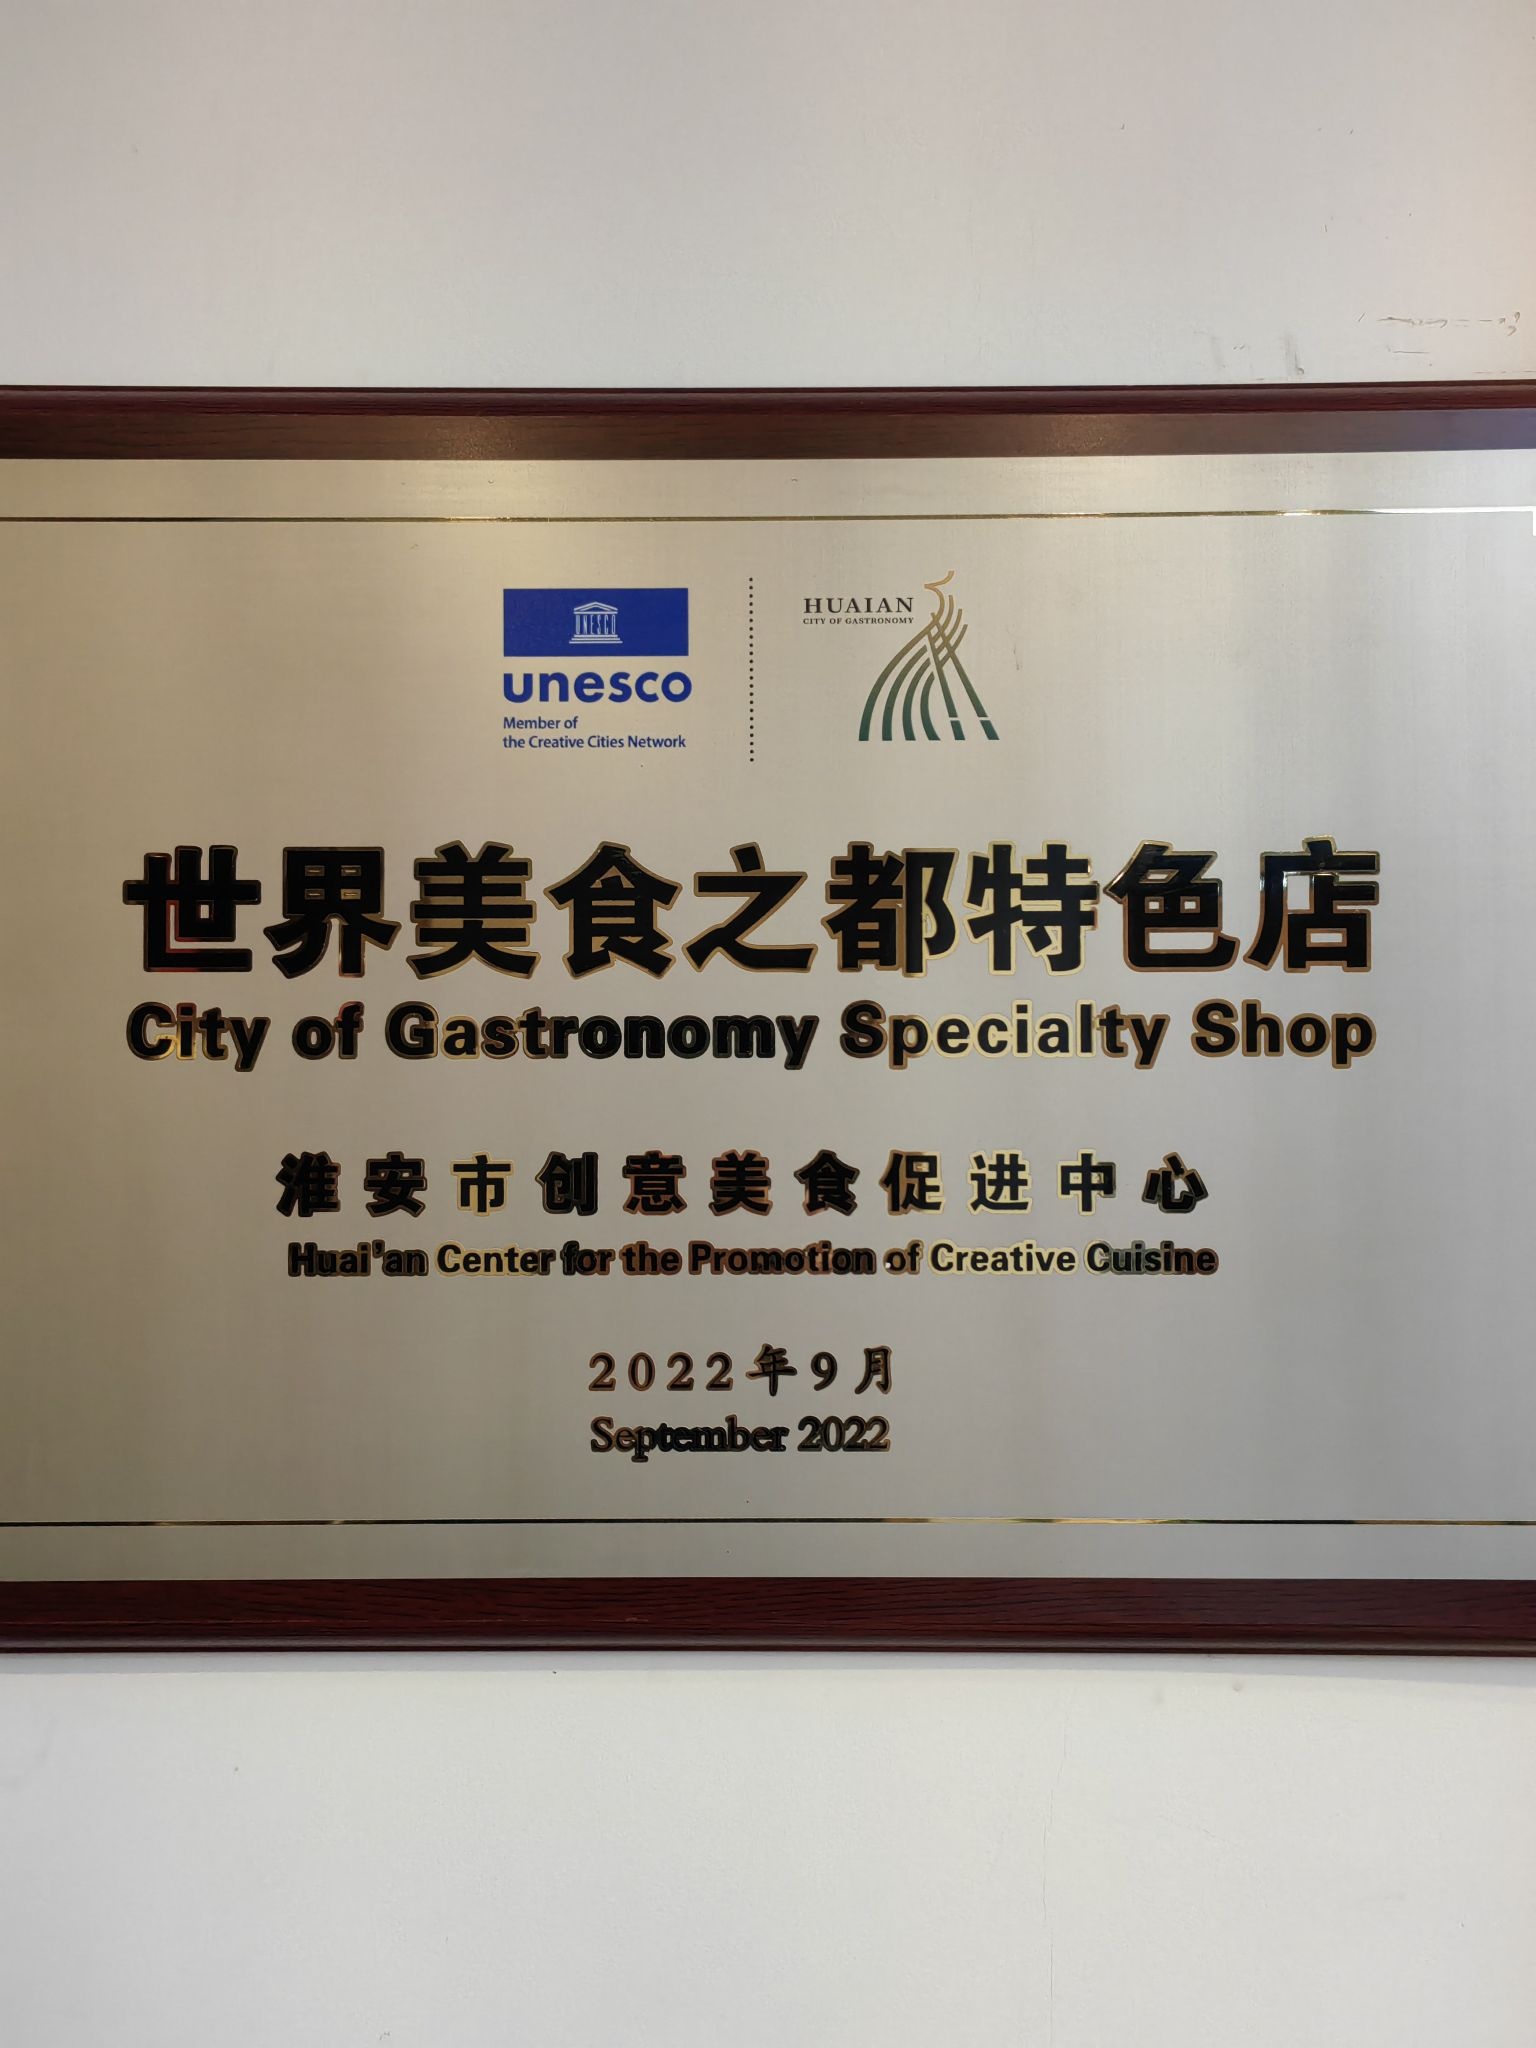 UNESCO
unesco
Member of
the Creative Cities Network
HUAIAN
CITY OF GASTRONOMY
世界美食之都特色店
City of Gastronomy Specialty Shop
淮安市创意美食促进中心
Huai'an Center for the Promotion of Creative Cuisine
2022年9月
September 2022